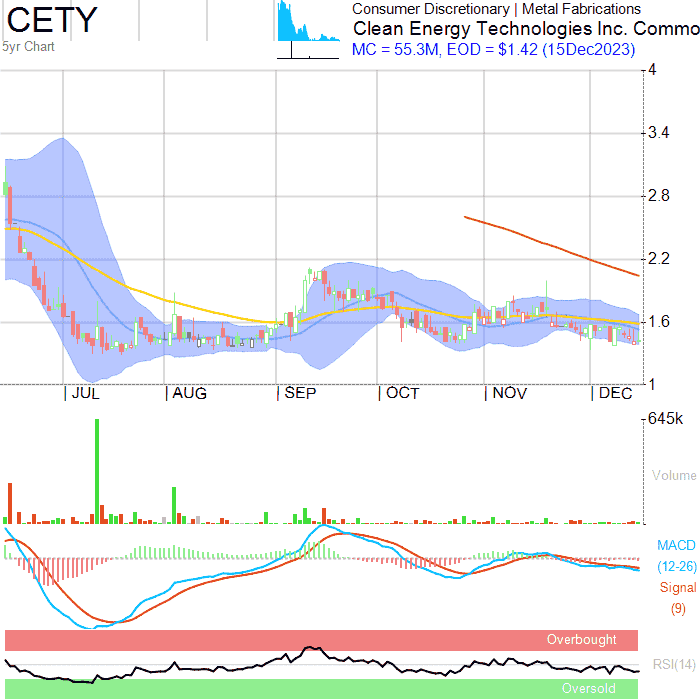 CETY
5yr Chart
Consumer Discretionary | Metal Fabrications
Clean Energy Technologies Inc. Commo
MC = 55.3M, EOD = $1.42 (15Dec2023)
4
3.4
2.8
2.2
1.6
1
JUL AUG SEP OCT NOV DEC
645k
Volume
MACD
(12-26)
Signal
(9)
Overbought
RSI(14)
Oversold